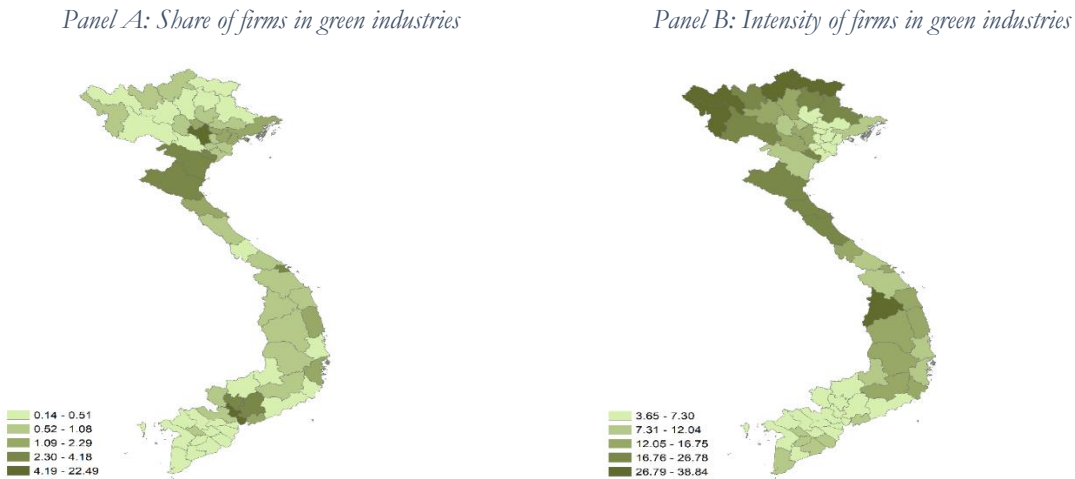 Panel A: Share of firms in green industries
Panel B: Intensity of firms in green industries
0.14 - 0.51
0.52 - 1.08
1.09 - 2.29
2.30 - 4.18
4.19 - 22.49
3.65 - 7.30
7.31 - 12.04
12.05 - 16.75
16.76 - 26.78
26.79 - 38.84